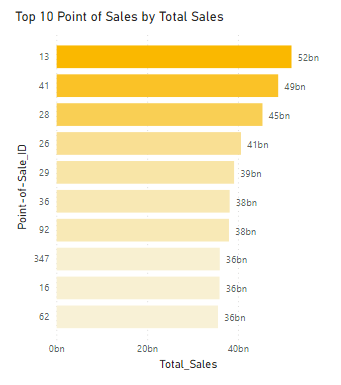 Top 10 Point of Sales by Total Sales
13 52bn
41 49bn
28 45bn
26 41bn
29 39bn
36 38bn
92 38bn
347 36bn
16 36bn
62 36bn
Point-of-Sale_ID
0bn 20bn 40bn
Total_Sales